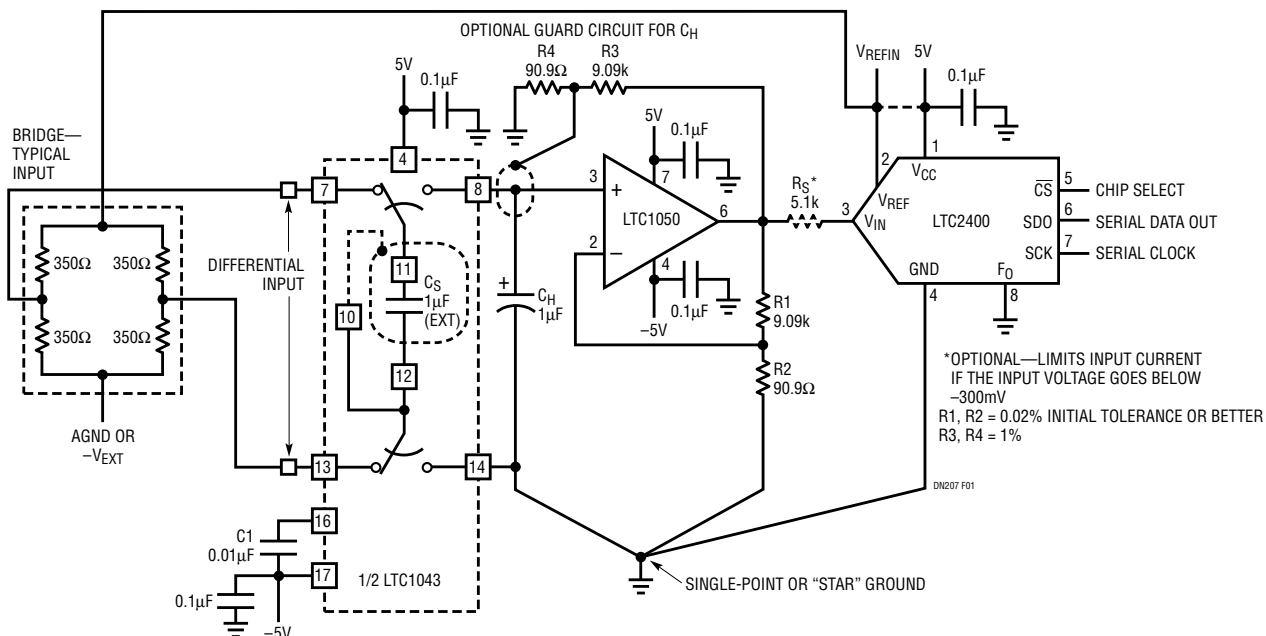 OPTIONAL GUARD CIRCUIT FOR CH
R4
90.9Ω
R3
9.09k
5V
0.1µF
VREFIN
5V
0.1µF
BRIDGE—
TYPICAL
INPUT
4
5V
0.1µF
7
8
3
+
7
LTC1050
6
2
–
4
0.1µF
–5V
RS*
5.1k
2
1
VCC
VREF
3
VIN
LTC2400
CS
5
CHIP SELECT
SDO
6
SERIAL DATA OUT
SCK
7
SERIAL CLOCK
GND
FO
4
8
350Ω
350Ω
350Ω
350Ω
DIFFERENTIAL
INPUT
11
CS
1µF
(EXT)
10
12
+
CH
1µF
R1
9.09k
R2
90.9Ω
*OPTIONAL—LIMITS INPUT CURRENT
IF THE INPUT VOLTAGE GOES BELOW
–300mV
R1, R2 = 0.02% INITIAL TOLERANCE OR BETTER
R3, R4 = 1%
AGND OR
–VEXT
13
14
DN207 F01
16
C1
0.01µF
17
1/2 LTC1043
0.1µF
–5V
SINGLE-POINT OR “STAR” GROUND